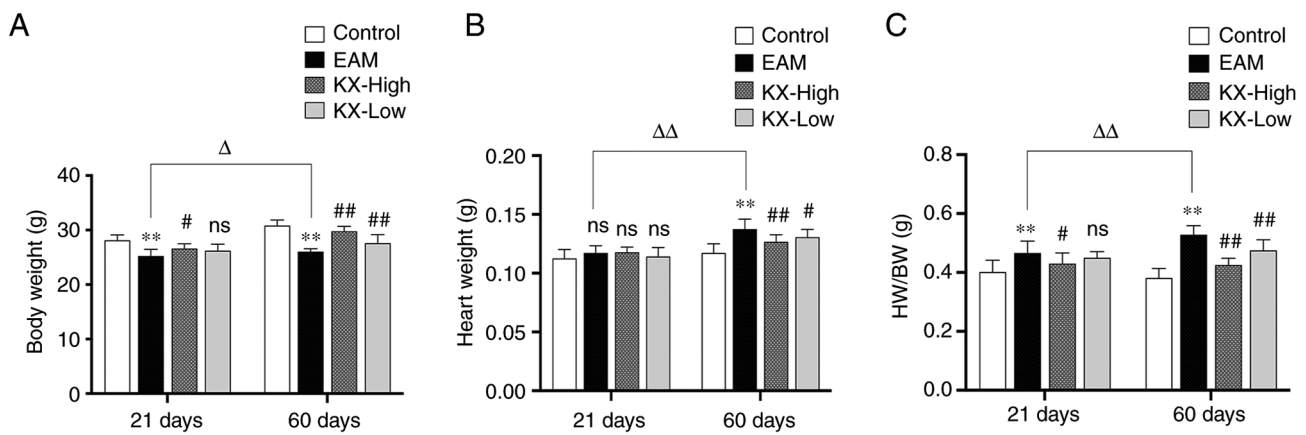 A
Control
EAM
KX-High
KX-Low
Δ
Body weight (g)
40
30
20
10
0
** # ns
** ## ##
21 days 60 days
B
Control
EAM
KX-High
KX-Low
ΔΔ
Heart weight (g)
0.20
0.15
0.10
0.05
0.00
ns ns ns
** ## #
21 days 60 days
C
Control
EAM
KX-High
KX-Low
ΔΔ
HW/BW (g)
0.8
0.6
0.4
0.2
0.0
** # ns
** ## ##
21 days 60 days